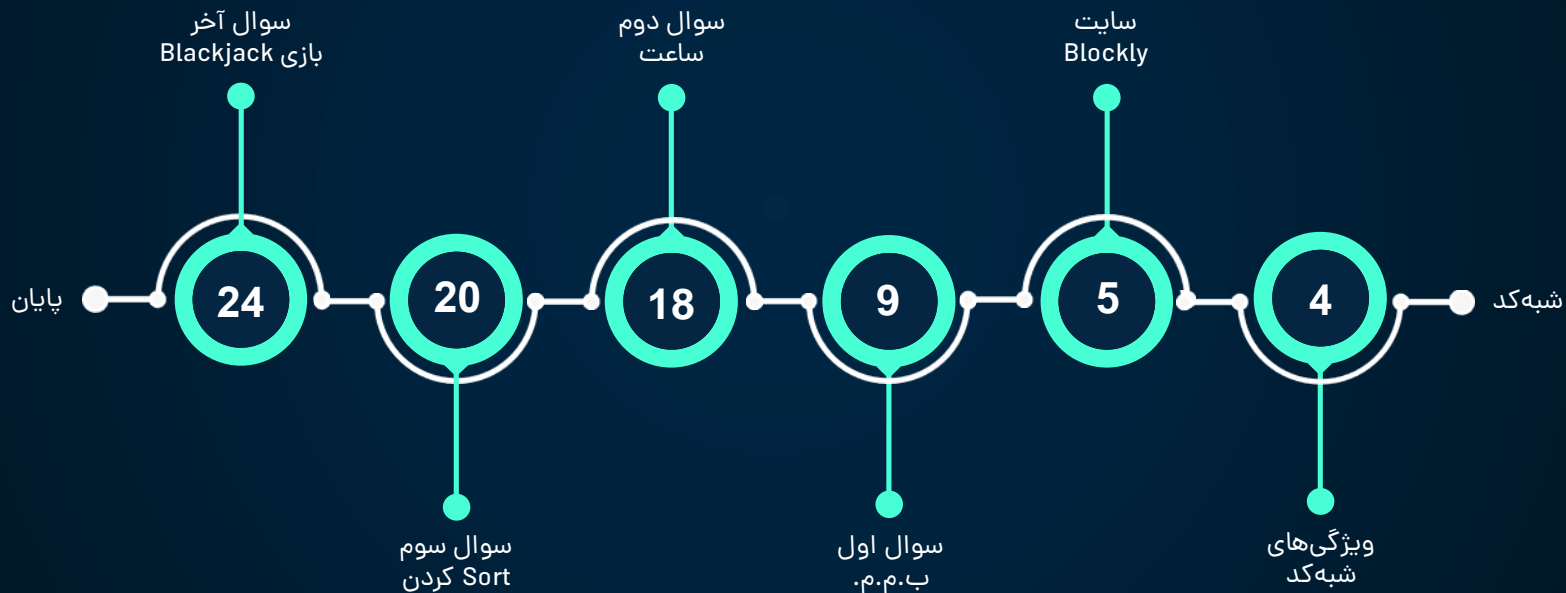 شبه‌کد
4
ویژگی‌های
شبه‌کد
5
سایت
Blockly
9
سوال اول
ب.م.م.
18
سوال دوم
ساعت
20
سوال سوم
Sort کردن
24
سوال آخر
بازی Blackjack
پایان